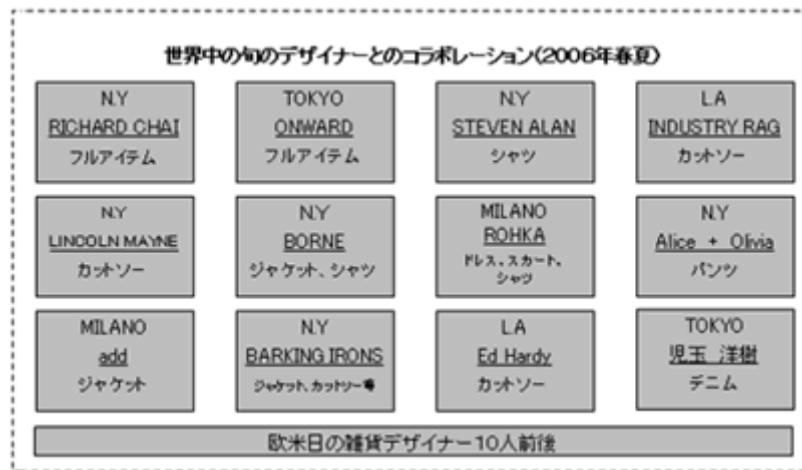 世界中の旬のデザイナーとのコラボレーション(2006年春夏)
N.Y
RICHARD CHAI
フルアイテム
TOKYO
ONWARD
フルアイテム
N.Y
STEVEN ALAN
シャツ
L.A
INDUSTRY RAG
カットソー
N.Y
LINCOLN MAYNE
カットソー
N.Y
BORNE
ジャケット、シャツ
MILANO
ROHKA
ドレス、スカート、
シャツ
N.Y
Alice + Olivia
パンツ
MILANO
add
ジャケット
N.Y
BARKING IRONS
ジャケット、カットソー等
L.A
Ed Hardy
カットソー
TOKYO
児玉 洋樹
デニム
欧米日の雑貨デザイナー10人前後